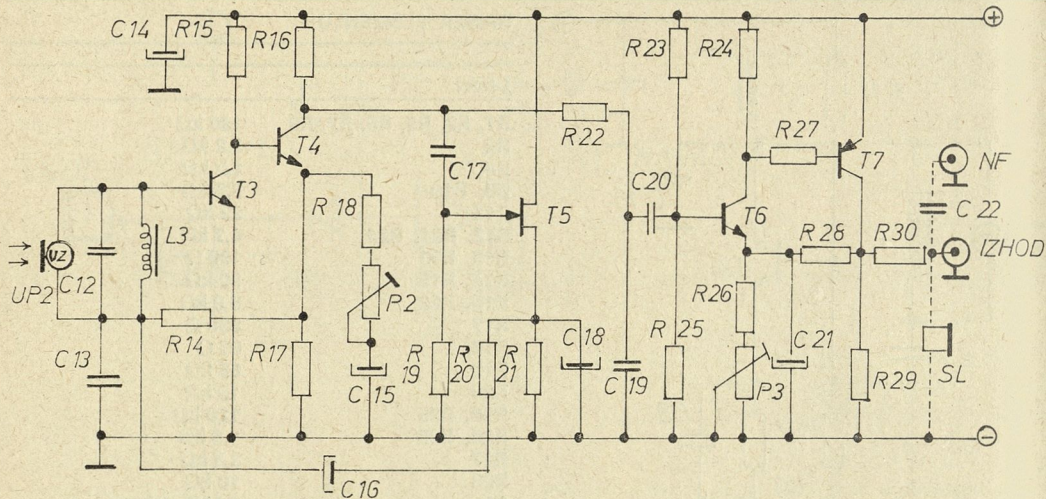 C14
R15
R16
R23
R24
+
T4
R22
R27
C17
T7
NF
T3
C20
R18
T5
T6
C22
L3
R28
R30
IZHOD
UZ
UP2
C12
P2
R26
R14
R25
C21
C13
R17
R19
R20
R21
C18
C19
P3
R29
SL
C15
−
C16